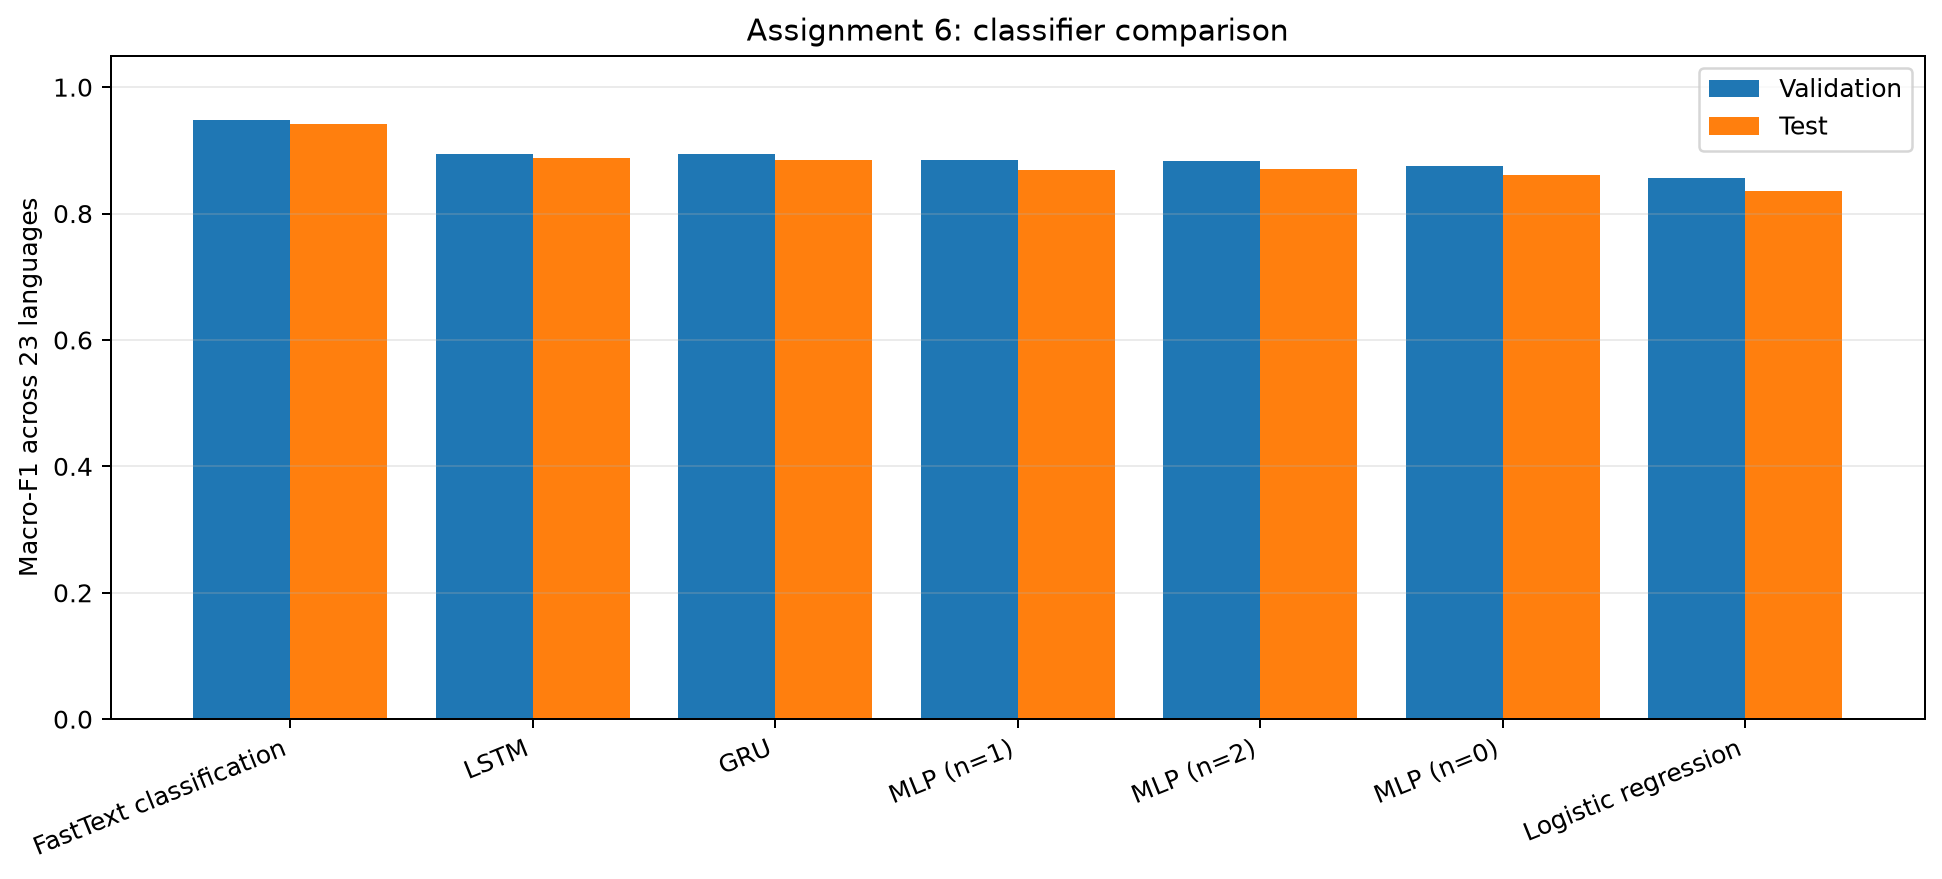 Assignment 6: classifier comparison
Macro-F1 across 23 languages
1.0
0.8
0.6
0.4
0.2
0.0
Validation
Test
FastText classification
LSTM
GRU
MLP (n=1)
MLP (n=2)
MLP (n=0)
Logistic regression